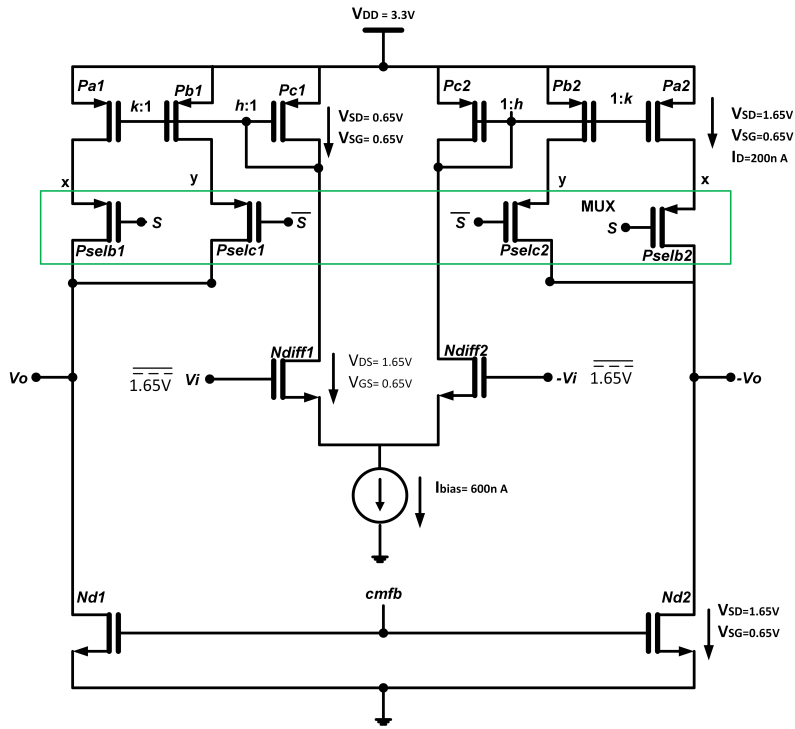 VDD = 3.3V
Pa1
Pb1
Pc1
Pc2
Pb2
Pa2
k:1
h:1
1:h
1:k
VSD= 0.65V
VSG= 0.65V
VSD=1.65V
VSG=0.65V
ID=200n A
x
y
y
x
MUX
S
S
S
S
Pselb1
Pselc1
Pselc2
Pselb2
Ndiff1
Ndiff2
VDS= 1.65V
VGS= 0.65V
Vo
1.65V
Vi
-Vi
1.65V
-Vo
Ibias= 600n A
Nd1
cmfb
Nd2
VSD=1.65V
VSG=0.65V